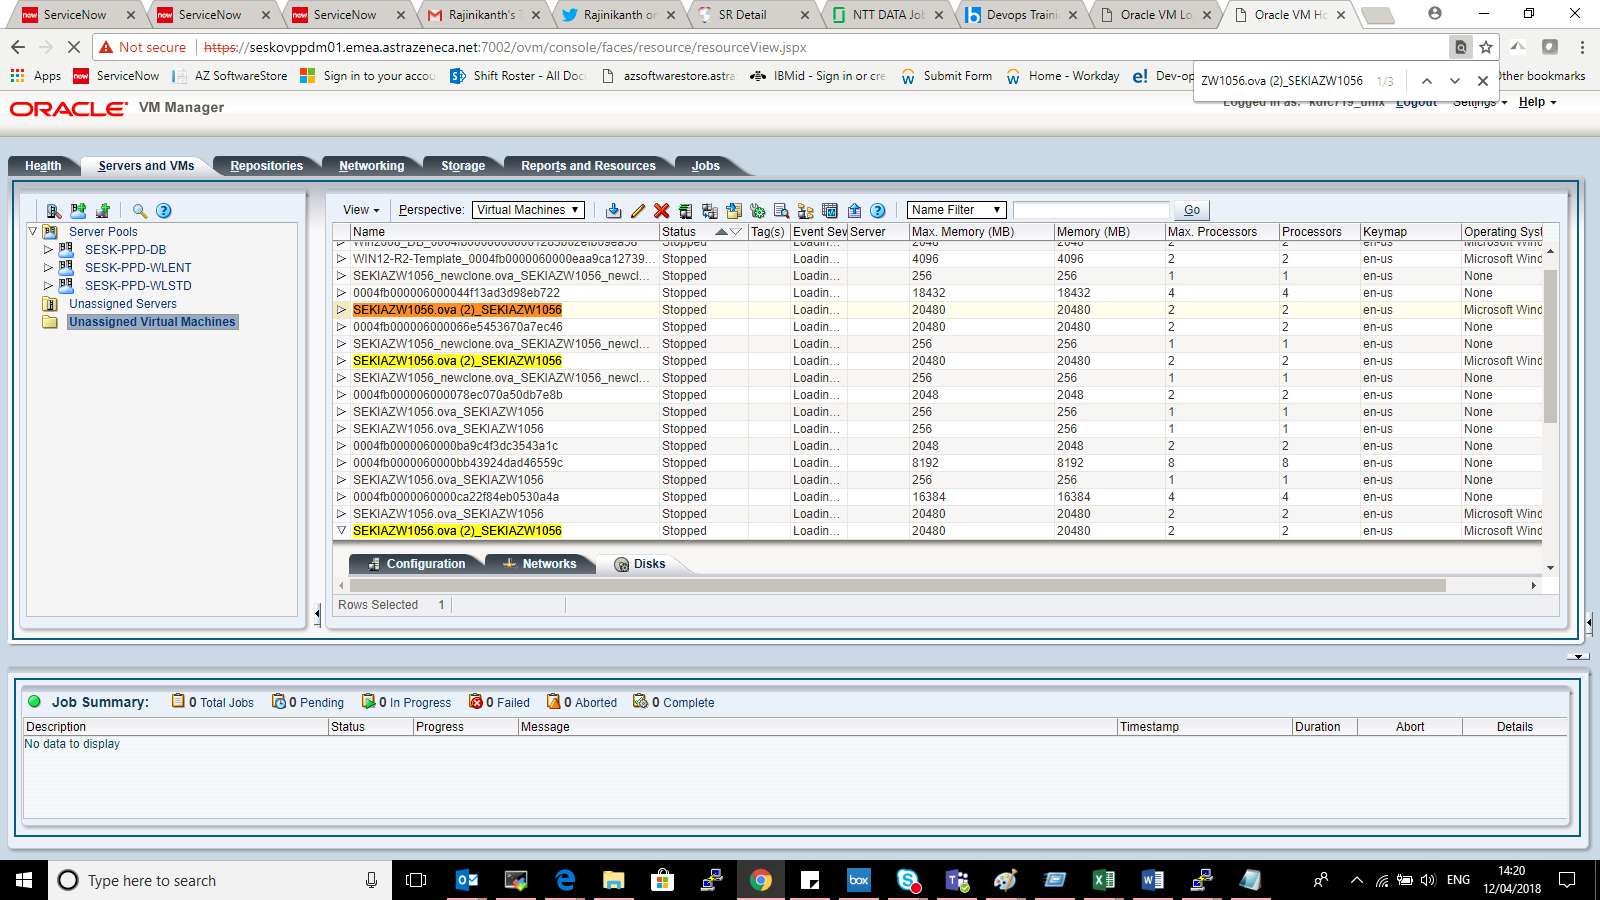 ServiceNow
ServiceNow
ServiceNow
Rajinikanth's T
Rajinikanth on
SR Detail
NTT DATA Job
Devops Traini
Oracle VM Lo
Oracle VM Ho
Not secure https://seskovppdm01.emea.astrazeneca.net:7002/ovm/console/faces/resource/resourceView.jspx
Apps ServiceNow AZ SoftwareStore Sign in to your accou Shift Roster - All Doc azsoftwarestore.astra IBMid - Sign in or cre Submit Form Home - Workday Dev-op ther bookmarks
ZW1056.ova (2)_SEKIAZW1056 1/3
ORACLE VM Manager
Logged in as: kdlc719_unix Logout Settings Help
Health Servers and VMs Repositories Networking Storage Reports and Resources Jobs
Server Pools
SESK-PPD-DB
SESK-PPD-WLENT
SESK-PPD-WLSTD
Unassigned Servers
Unassigned Virtual Machines
View Perspective: Virtual Machines Name Filter Go
Name Status Tag(s) Event Sev Server Max. Memory (MB) Memory (MB) Max. Processors Processors Keymap Operating Syst
Stopped Loadin... 2048 2048 2 2 en-us Microsoft Wind
WIN12-R2-Template_0004fb0000060000eaa9ca12739... Stopped Loadin... 4096 4096 2 2 en-us Microsoft Wind
SEKIAZW1056_newclone.ova_SEKIAZW1056_newcl... Stopped Loadin... 256 256 1 1 en-us None
0004fb000006000044f13ad3d98eb722 Stopped Loadin... 18432 18432 4 4 en-us None
SEKIAZW1056.ova (2)_SEKIAZW1056 Stopped Loadin... 20480 20480 2 2 en-us Microsoft Wind
0004fb000006000066e5453670a7ec46 Stopped Loadin... 20480 20480 2 2 en-us None
SEKIAZW1056_newclone.ova_SEKIAZW1056_newcl... Stopped Loadin... 256 256 1 1 en-us None
SEKIAZW1056.ova (2)_SEKIAZW1056 Stopped Loadin... 20480 20480 2 2 en-us Microsoft Wind
SEKIAZW1056_newclone.ova_SEKIAZW1056_newcl... Stopped Loadin... 256 256 1 1 en-us None
0004fb000006000078ec070a50db7e8b Stopped Loadin... 2048 2048 2 2 en-us None
SEKIAZW1056.ova_SEKIAZW1056 Stopped Loadin... 256 256 1 1 en-us None
SEKIAZW1056.ova_SEKIAZW1056 Stopped Loadin... 256 256 1 1 en-us None
0004fb0000060000ba9c4f3dc3543a1c Stopped Loadin... 2048 2048 2 2 en-us None
0004fb0000060000bb43924dad46559c Stopped Loadin... 8192 8192 8 8 en-us None
SEKIAZW1056.ova_SEKIAZW1056 Stopped Loadin... 256 256 1 1 en-us None
0004fb0000060000ca22f84eb0530a4a Stopped Loadin... 16384 16384 4 4 en-us None
SEKIAZW1056.ova_SEKIAZW1056 Stopped Loadin... 20480 20480 2 2 en-us Microsoft Wind
SEKIAZW1056.ova (2)_SEKIAZW1056 Stopped Loadin... 20480 20480 2 2 en-us Microsoft Wind
Configuration Networks Disks
Rows Selected 1
Job Summary: 0 Total Jobs 0 Pending 0 In Progress 0 Failed 0 Aborted 0 Complete
Description Status Progress Message Timestamp Duration Abort Details
No data to display
Type here to search
ENG
14:20
12/04/2018